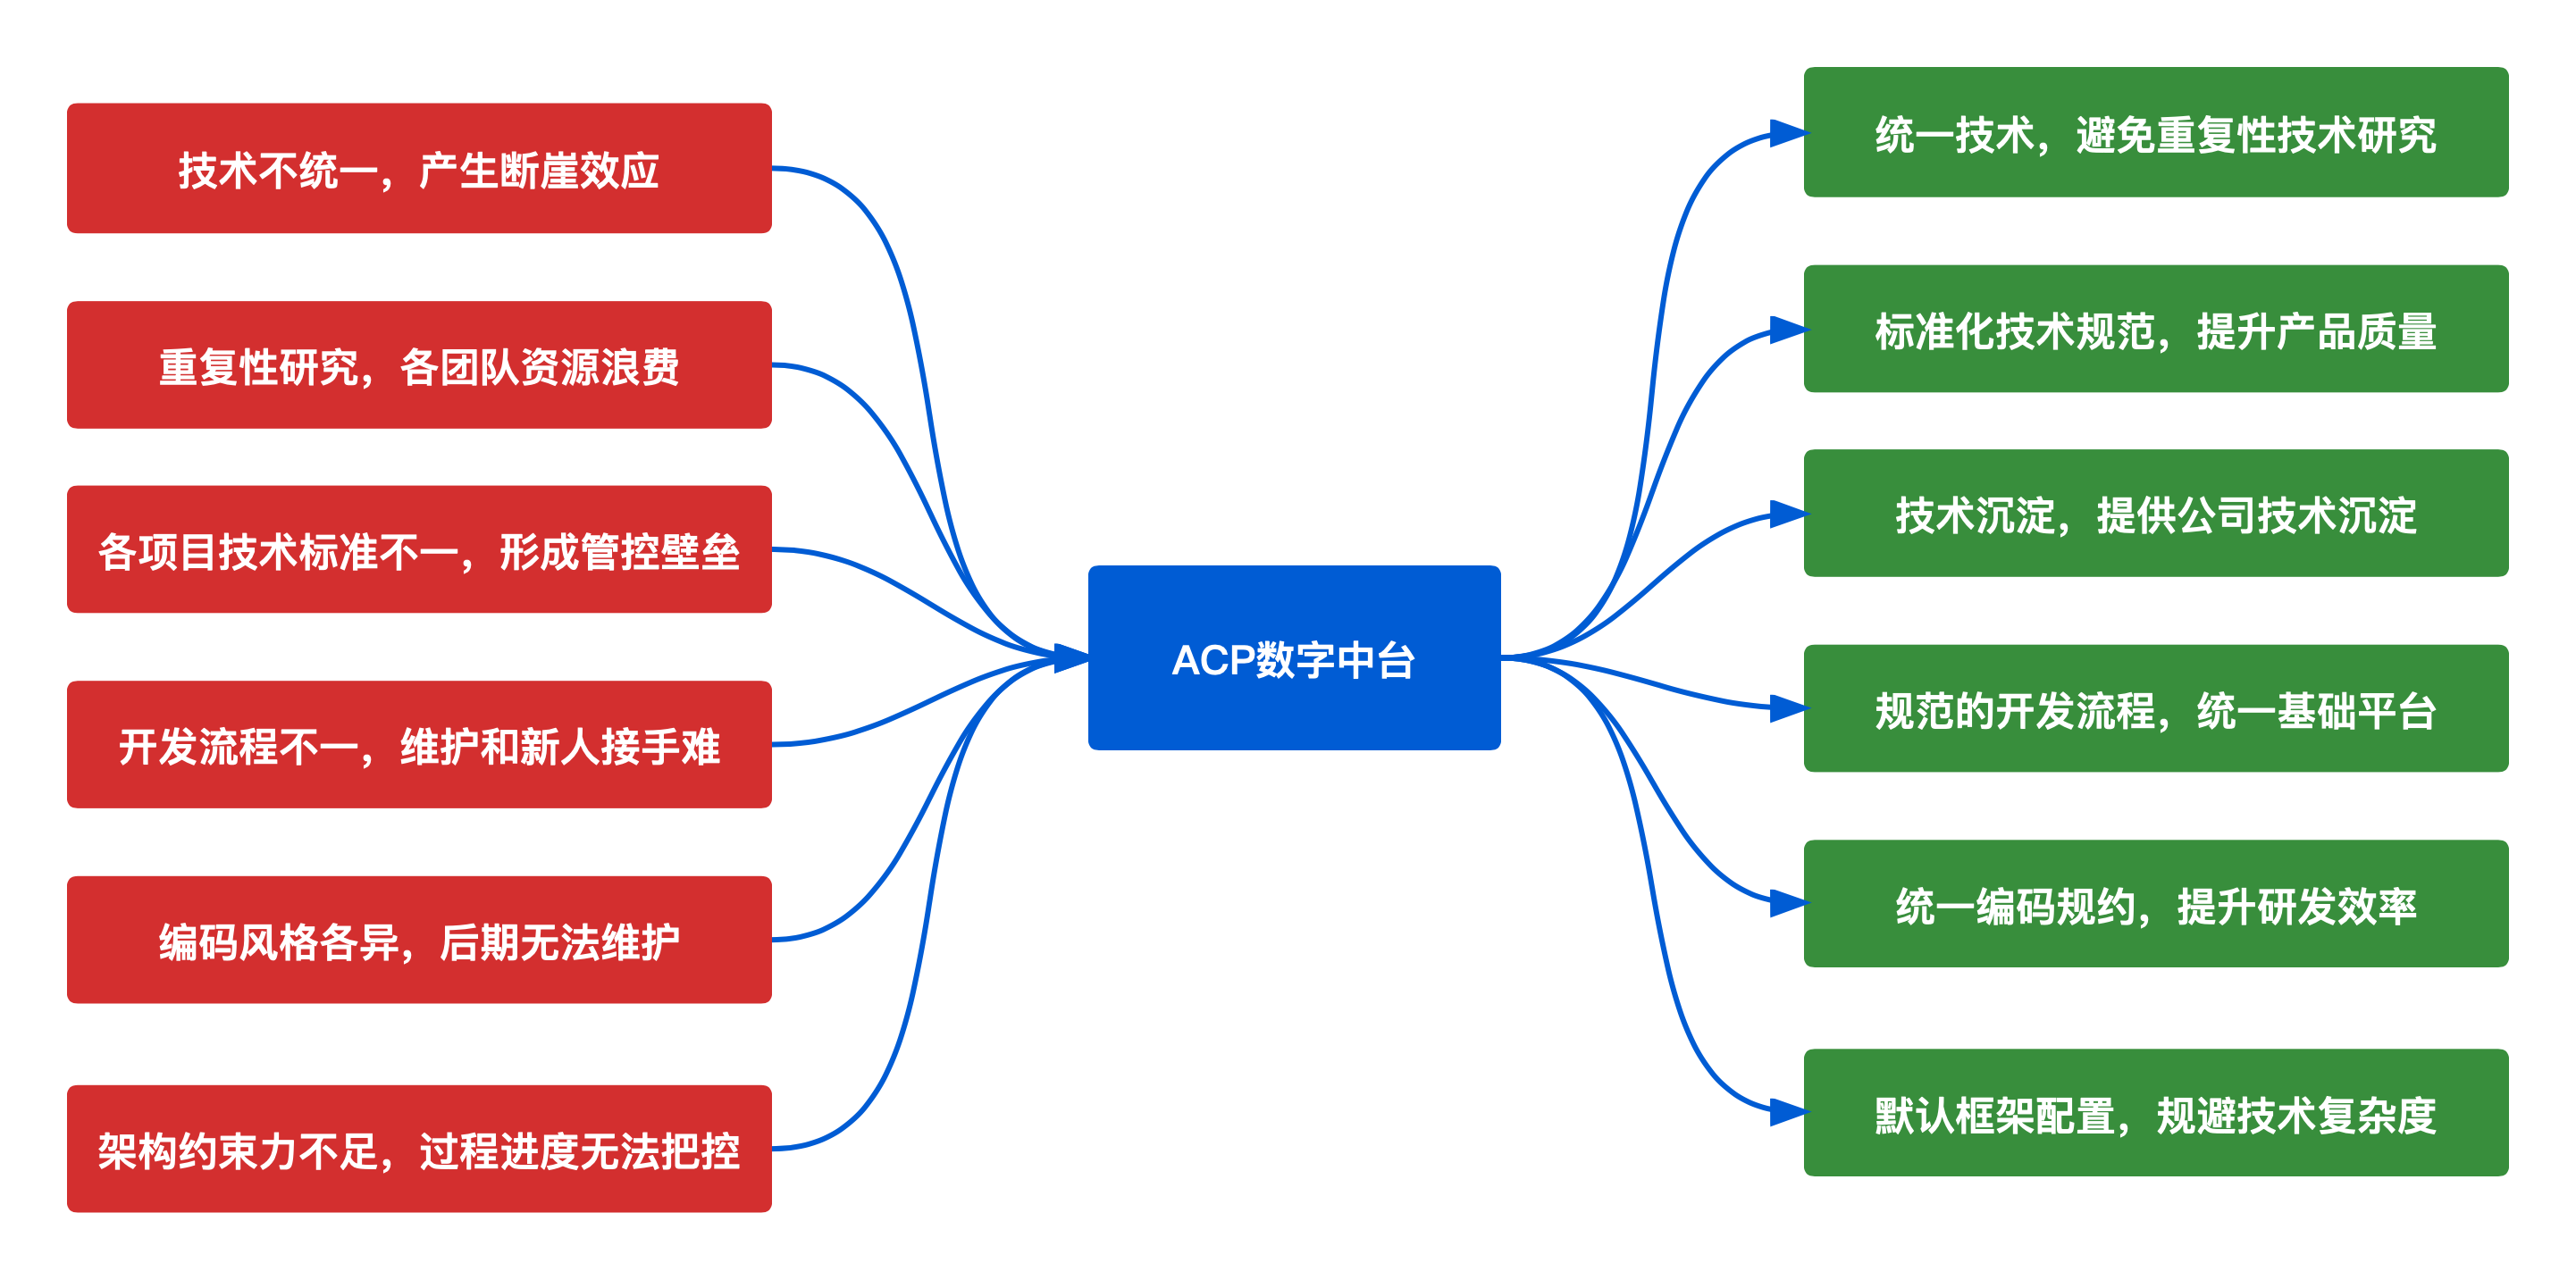 技术不统一，产生断崖效应
重复性研究，各团队资源浪费
各项目技术标准不一，形成管控壁垒
开发流程不一，维护和新人接手难
编码风格各异，后期无法维护
架构约束力不足，过程进度无法把控
ACP数字中台
统一技术，避免重复性技术研究
标准化技术规范，提升产品质量
技术沉淀，提供公司技术沉淀
规范的开发流程，统一基础平台
统一编码规约，提升研发效率
默认框架配置，规避技术复杂度